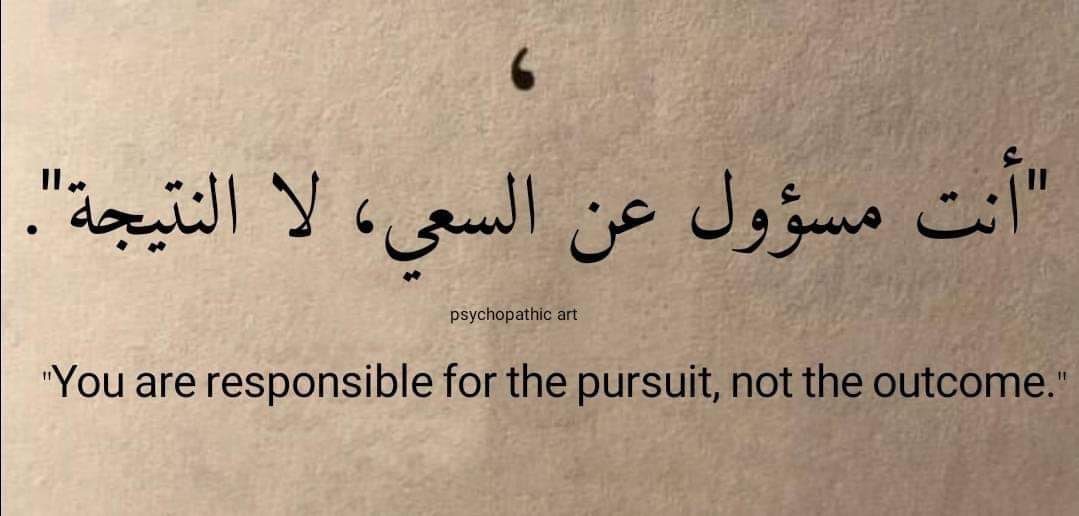 ،
"أنت مسؤول عن السعي، لا النتيجة".
psychopathic art
"You are responsible for the pursuit, not the outcome."